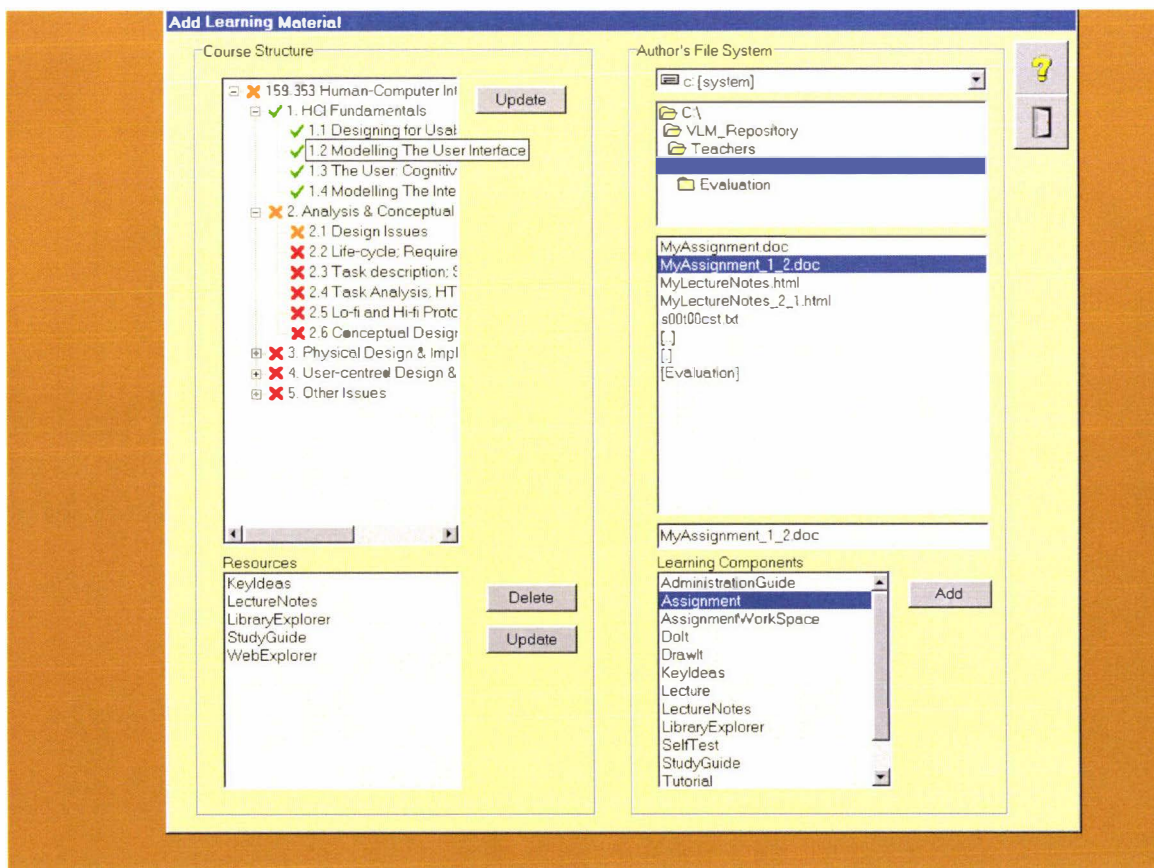 Add Learning Material
Course Structure
159.353 Human-Computer Int
1. HCI Fundamentals
1.1 Designing for Usal
1.2 Modelling The User Interface
1.3 The User: Cognitiv
1.4 Modelling The Inte
2. Analysis & Conceptual
2.1 Design Issues
2.2 Life-cycle; Require
2.3 Task description; S
2.4 Task Analysis, HT
2.5 Lo-fi and Hi-fi Proto
2.6 Conceptual Design
3. Physical Design & Impl
4. User-centred Design &
5. Other Issues
Update
Resources
KeyIdeas
LectureNotes
LibraryExplorer
StudyGuide
WebExplorer
Delete
Update
Author's File System
c: [system]
C:\
VLM_Repository
Teachers
Evaluation
MyAssignment.doc
MyAssignment_1_2.doc
MyLectureNotes.html
MyLectureNotes_2_1.html
s00t00cst.txt
[..]
[.]
[Evaluation]
MyAssignment_1_2.doc
Learning Components
AdministrationGuide
Assignment
AssignmentWorkSpace
DoIt
DrawIt
KeyIdeas
Lecture
LectureNotes
LibraryExplorer
SelfTest
StudyGuide
Tutorial
Add
?